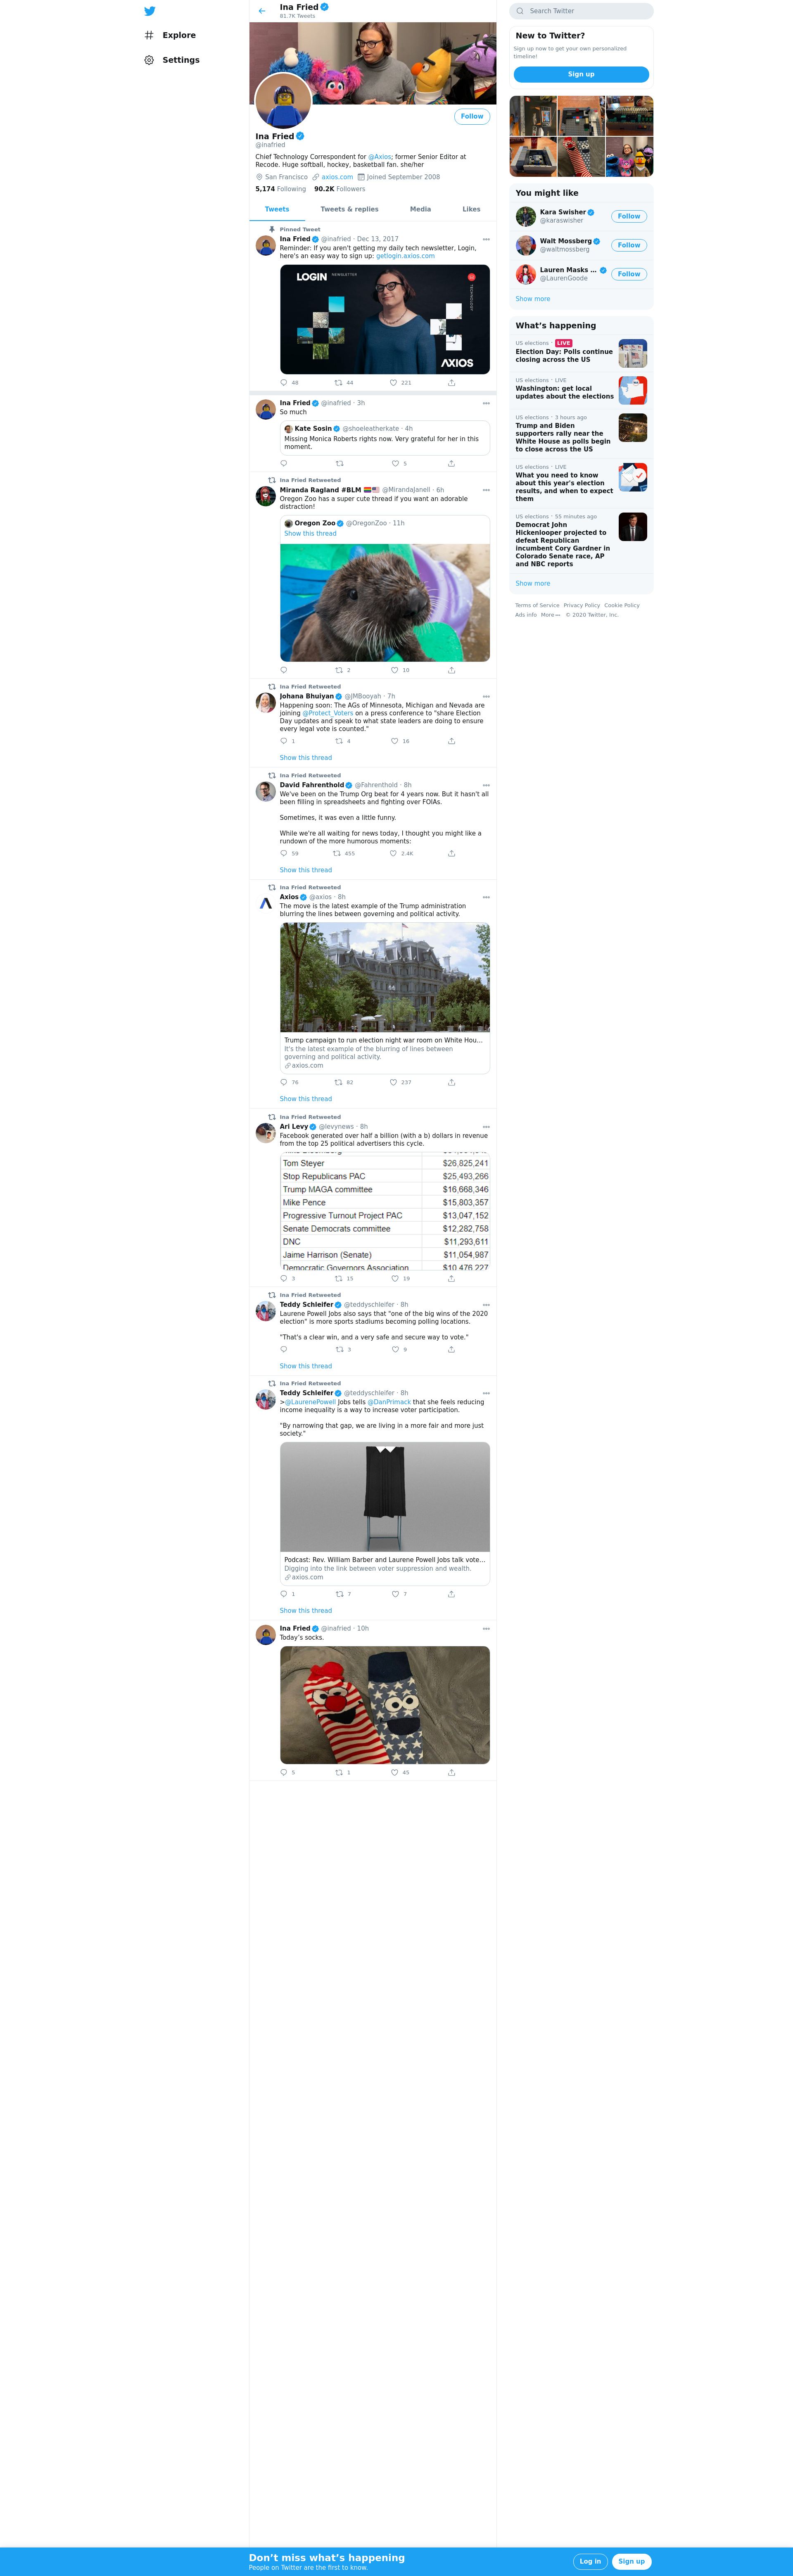 Explore
Settings
Ina Fried
81.7K Tweets
Follow
Ina Fried
@inafried
Chief Technology Correspondent for @Axios; former Senior Editor at
Recode. Huge softball, hockey, basketball fan. she/her
San Francisco axios.com Joined September 2008
5,174 Following 90.2K Followers
Tweets Tweets & replies Media Likes
Pinned Tweet
Ina Fried @inafried · Dec 13, 2017
Reminder: If you aren't getting my daily tech newsletter, Login,
here's an easy way to sign up: getlogin.axios.com
LOGIN NEWSLETTER
TECHNOLOGY
AXIOS
48 44 221
Ina Fried @inafried · 3h
So much
Kate Sosin @shoeleatherkate · 4h
Missing Monica Roberts right now. Very grateful for her in this
moment.
5
Ina Fried Retweeted
Miranda Ragland #BLM @MirandaJanell · 6h
Oregon Zoo has a super cute thread if you want an adorable
distraction!
Oregon Zoo @OregonZoo · 11h
Show this thread
2 10
Ina Fried Retweeted
Johana Bhuiyan @JMBooyah · 7h
Happening soon: The AGs of Minnesota, Michigan and Nevada are
joining @Protect_Voters on a press conference to "share Election
Day updates and speak to what state leaders are doing to ensure
every legal vote is counted."
1 4 16
Show this thread
Ina Fried Retweeted
David Fahrenthold @Fahrenthold · 8h
We've been on the Trump Org beat for 4 years now. But it hasn't all
been filling in spreadsheets and fighting over FOIAs.
Sometimes, it was even a little funny.
While we're all waiting for news today, I thought you might like a
rundown of the more humorous moments:
59 455 2.4K
Show this thread
Ina Fried Retweeted
Axios @axios · 8h
The move is the latest example of the Trump administration
blurring the lines between governing and political activity.
Trump campaign to run election night war room on White Hou...
It's the latest example of the blurring of lines between
governing and political activity.
axios.com
76 82 237
Show this thread
Ina Fried Retweeted
Ari Levy @levynews · 8h
Facebook generated over half a billion (with a b) dollars in revenue
from the top 25 political advertisers this cycle.
Tom Steyer $26,825,241
Stop Republicans PAC $25,493,266
Trump MAGA committee $16,668,346
Mike Pence $15,803,357
Progressive Turnout Project PAC $13,047,152
Senate Democrats committee $12,282,758
DNC $11,293,611
Jaime Harrison (Senate) $11,054,987
Democratic Governors Association $10,476,227
3 15 19
Ina Fried Retweeted
Teddy Schleifer @teddyschleifer · 8h
Laurene Powell Jobs also says that "one of the big wins of the 2020
election" is more sports stadiums becoming polling locations.
"That's a clear win, and a very safe and secure way to vote."
3 9
Show this thread
Ina Fried Retweeted
Teddy Schleifer @teddyschleifer · 8h
>@LaurenePowell Jobs tells @DanPrimack that she feels reducing
income inequality is a way to increase voter participation.
"By narrowing that gap, we are living in a more fair and more just
society."
Podcast: Rev. William Barber and Laurene Powell Jobs talk vote...
Digging into the link between voter suppression and wealth.
axios.com
1 7 7
Show this thread
Ina Fried @inafried · 10h
Today's socks.
5 1 45
Search Twitter
New to Twitter?
Sign up now to get your own personalized
timeline!
Sign up
You might like
Kara Swisher
@karaswisher
Follow
Walt Mossberg
@waltmossberg
Follow
Lauren Masks ...
@LaurenGoode
Follow
Show more
What's happening
US elections · LIVE
Election Day: Polls continue
closing across the US
US elections · LIVE
Washington: get local
updates about the elections
US elections · 3 hours ago
Trump and Biden
supporters rally near the
White House as polls begin
to close across the US
US elections · LIVE
What you need to know
about this year's election
results, and when to expect
them
US elections · 55 minutes ago
Democrat John
Hickenlooper projected to
defeat Republican
incumbent Cory Gardner in
Colorado Senate race, AP
and NBC reports
Show more
Terms of Service Privacy Policy Cookie Policy
Ads info More © 2020 Twitter, Inc.
Don't miss what's happening
People on Twitter are the first to know.
Log in
Sign up